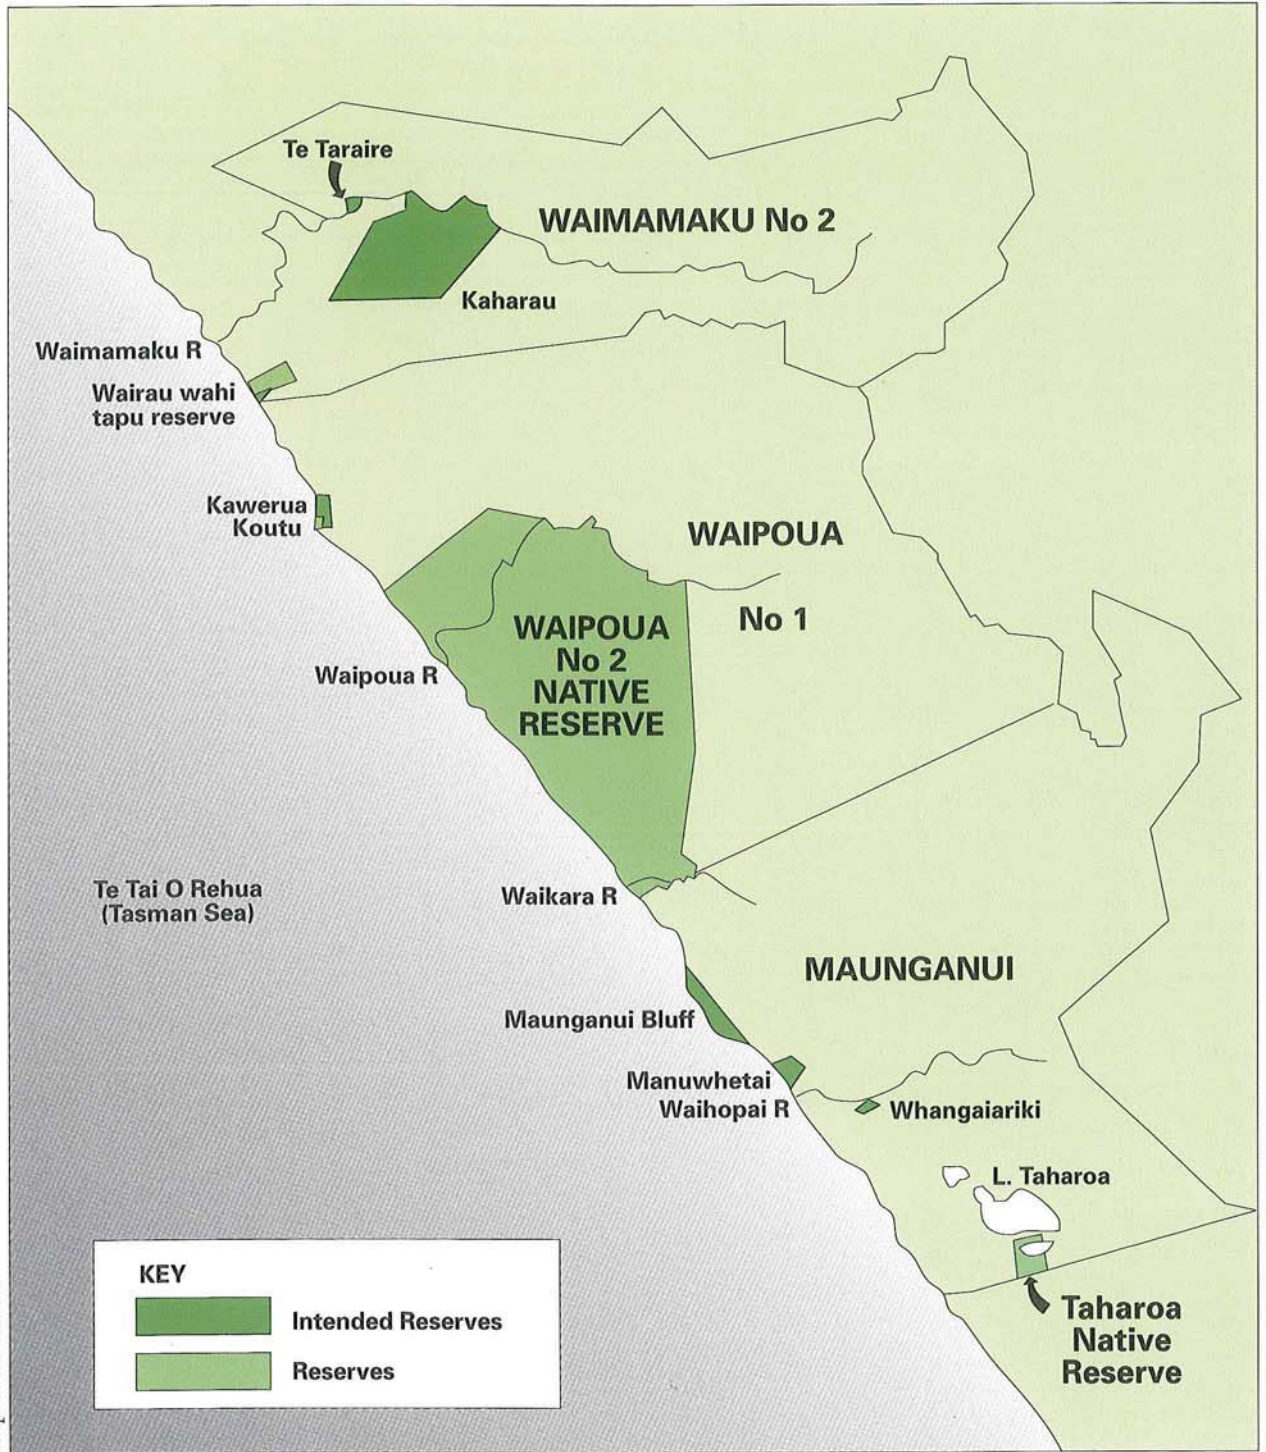 Te Taraire
WAIMAMAKU No 2
Kaharau
Waimamaku R
Wairau wahi
tapu reserve
Kawerua
Koutu
WAIPOUA
No 1
WAIPOUA
No 2
NATIVE
RESERVE
Waipoua R
Te Tai O Rehua
(Tasman Sea)
Waikara R
MAUNGANUI
Maunganui Bluff
Manuwhetai
Waihopai R
Whangaiariki
L. Taharoa
Taharoa
Native
Reserve
KEY
Intended Reserves
Reserves